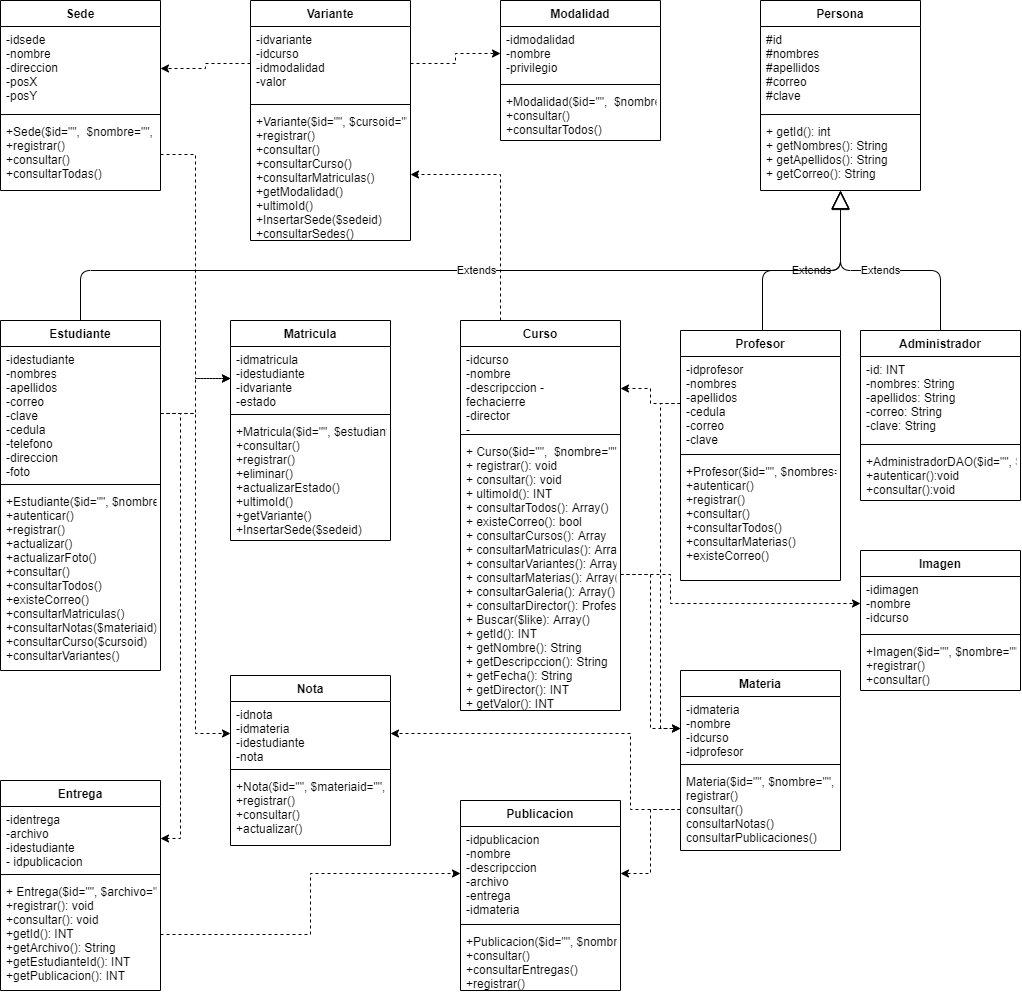 Sede
-idsede
-nombre
-direccion
-posX
-posY
+Sede($id="", $nombre="",
+registrar()
+consultar()
+consultarTodas()
Variante
-idvariante
-idcurso
-idmodalidad
-valor
+Variante($id="", $cursoid="
+registrar()
+consultar()
+consultarCurso()
+consultarMatriculas()
+getModalidad()
+ultimoId()
+InsertarSede($sedeid)
+consultarSedes()
Modalidad
-idmodalidad
-nombre
-privilegio
+Modalidad($id="", $nombre
+consultar()
+consultarTodos()
Persona
#id
#nombres
#apellidos
#correo
#clave
+ getId(): int
+ getNombres(): String
+ getApellidos(): String
+ getCorreo(): String
Extends
Extends
Extends
Estudiante
-idestudiante
-nombres
-apellidos
-correo
-clave
-cedula
-telefono
-direccion
-foto
+Estudiante($id="", $nombre
+autenticar()
+registrar()
+actualizar()
+actualizarFoto()
+consultar()
+consultarTodos()
+existeCorreo()
+consultarMatriculas()
+consultarNotas($materiaid)
+consultarCurso($cursoid)
+consultarVariantes()
Matricula
-idmatricula
-idestudiante
-idvariante
-estado
+Matricula($id="", $estudian
+consultar()
+registrar()
+eliminar()
+actualizarEstado()
+ultimoId()
+getVariante()
+InsertarSede($sedeid)
Curso
-idcurso
-nombre
-descripccion -
fechacierre
-director
-
+ Curso($id="", $nombre=""
+ registrar(): void
+ consultar(): void
+ ultimoId(): INT
+ consultarTodos(): Array()
+ existeCorreo(): bool
+ consultarCursos(): Array
+ consultarMatriculas(): Arra
+ consultarVariantes(): Array
+ consultarMaterias(): Array(
+ consultarGaleria(): Array()
+ consultarDirector(): Profes
+ Buscar($like): Array()
+ getId(): INT
+ getNombre(): String
+ getDescripccion(): String
+ getFecha(): String
+ getDirector(): INT
+ getValor(): INT
Profesor
-idprofesor
-nombres
-apellidos
-cedula
-correo
-clave
+Profesor($id="", $nombres=
+autenticar()
+registrar()
+consultar()
+consultarTodos()
+consultarMaterias()
+existeCorreo()
Administrador
-id: INT
-nombres: String
-apellidos: String
-correo: String
-clave: String
+AdministradorDAO($id="",
+autenticar():void
+consultar():void
Imagen
-idimagen
-nombre
-idcurso
+Imagen($id="", $nombre=""
+registrar()
+consultar()
Nota
-idnota
-idmateria
-idestudiante
-nota
+Nota($id="", $materiaid="",
+registrar()
+consultar()
+actualizar()
Materia
-idmateria
-nombre
-idcurso
-idprofesor
Materia($id="", $nombre="",
registrar()
consultar()
consultarNotas()
consultarPublicaciones()
Entrega
-identrega
-archivo
-idestudiante
- idpublicacion
+ Entrega($id="", $archivo="
+registrar(): void
+consultar(): void
+getId(): INT
+getArchivo(): String
+getEstudianteId(): INT
+getPublicacion(): INT
Publicacion
-idpublicacion
-nombre
-descripccion
-archivo
-entrega
-idmateria
+Publicacion($id="", $nombr
+consultar()
+consultarEntregas()
+registrar()